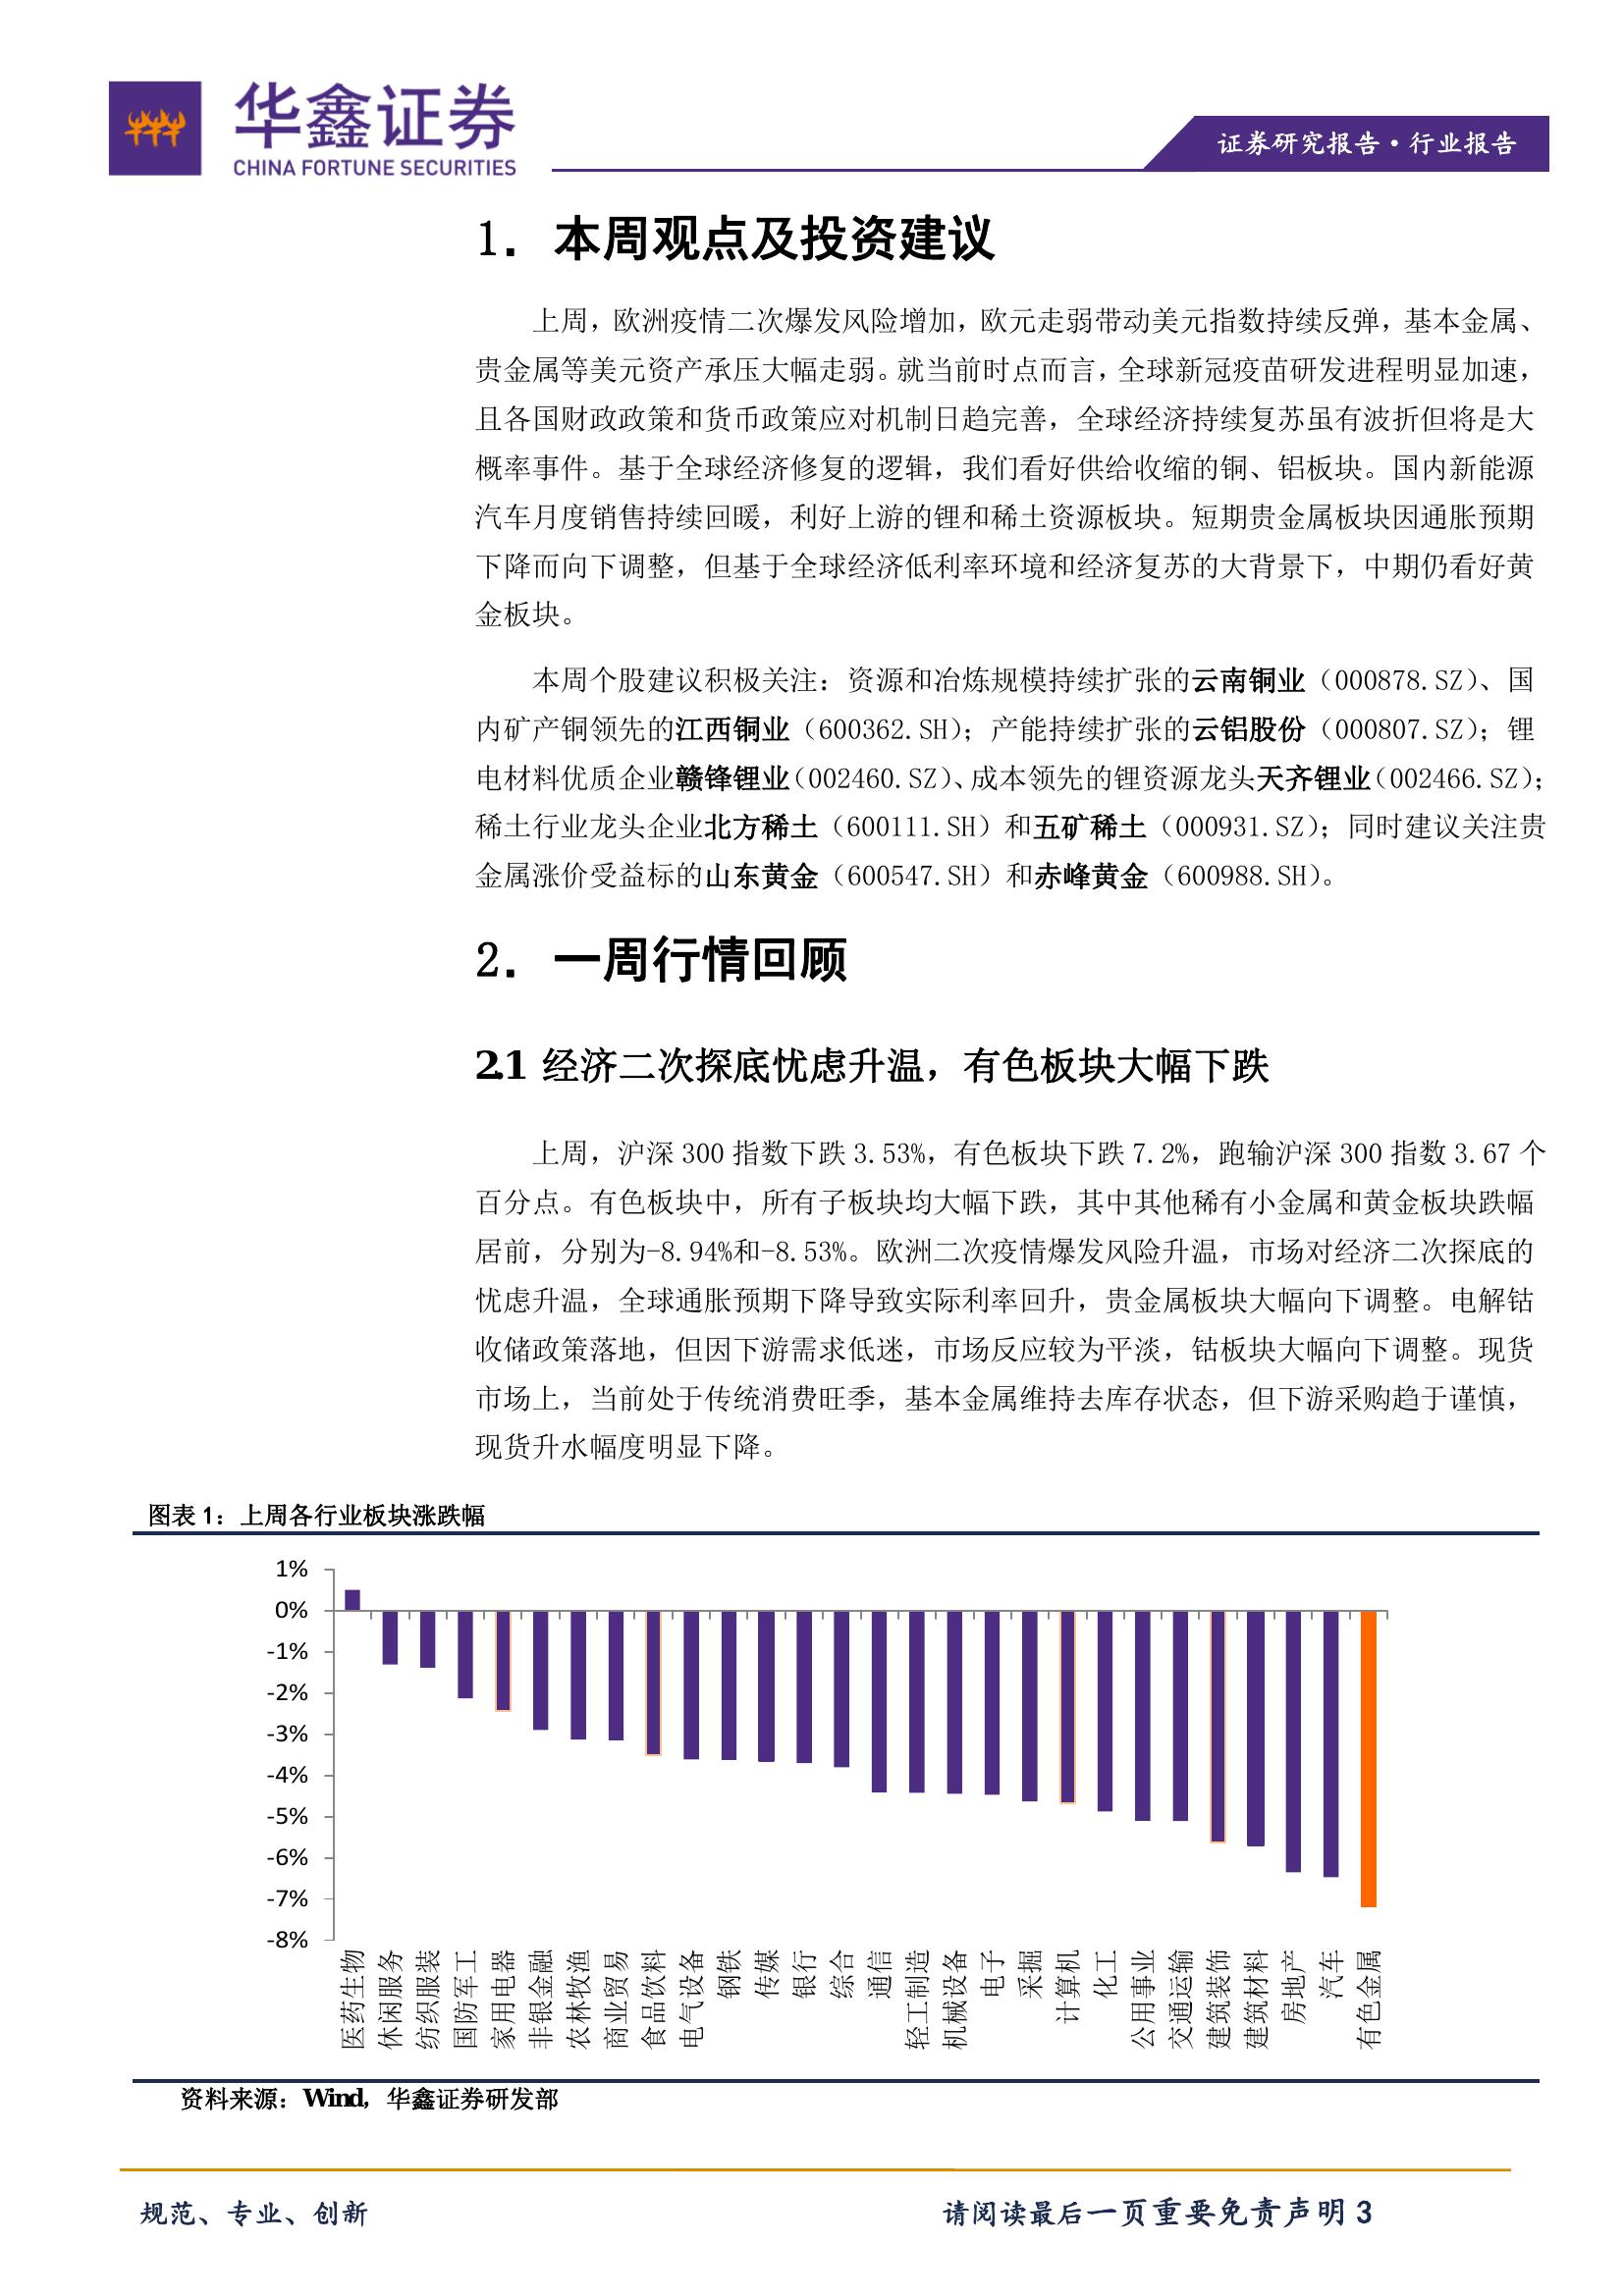 华鑫证券
CHINA FORTUNE SECURITIES
证券研究报告·行业报告
1. 本周观点及投资建议
上周，欧洲疫情二次爆发风险增加，欧元走弱带动美元指数持续反弹，基本金属、
贵金属等美元资产承压大幅走弱。就当前时点而言，全球新冠疫苗研发进程明显加速，
且各国财政政策和货币政策应对机制日趋完善，全球经济持续复苏虽有波折但将是大
概率事件。基于全球经济修复的逻辑，我们看好供给收缩的铜、铝板块。国内新能源
汽车月度销售持续回暖，利好上游的锂和稀土资源板块。短期贵金属板块因通胀预期
下降而向下调整，但基于全球经济低利率环境和经济复苏的大背景下，中期仍看好黄
金板块。
本周个股建议积极关注：资源和冶炼规模持续扩张的云南铜业（000878.SZ）、国
内矿产铜领先的江西铜业（600362.SH）；产能持续扩张的云铝股份（000807.SZ）；锂
电材料优质企业赣锋锂业（002460.SZ）、成本领先的锂资源龙头天齐锂业（002466.SZ）；
稀土行业龙头企业北方稀土（600111.SH）和五矿稀土（000931.SZ）；同时建议关注贵
金属涨价受益标的山东黄金（600547.SH）和赤峰黄金（600988.SH）。
2. 一周行情回顾
2.1 经济二次探底忧虑升温，有色板块大幅下跌
上周，沪深 300 指数下跌 3.53%，有色板块下跌 7.2%，跑输沪深 300 指数 3.67 个
百分点。有色板块中，所有子板块均大幅下跌，其中其他稀有小金属和黄金板块跌幅
居前，分别为-8.94%和-8.53%。欧洲二次疫情爆发风险升温，市场对经济二次探底的
忧虑升温，全球通胀预期下降导致实际利率回升，贵金属板块大幅向下调整。电解钴
收储政策落地，但因下游需求低迷，市场反应较为平淡，钴板块大幅向下调整。现货
市场上，当前处于传统消费旺季，基本金属维持去库存状态，但下游采购趋于谨慎，
现货升水幅度明显下降。
图表 1：上周各行业板块涨跌幅
1%
0%
-1%
-2%
-3%
-4%
-5%
-6%
-7%
-8%
医药生物
休闲服务
纺织服装
国防军工
家用电器
非银金融
农林牧渔
商业贸易
食品饮料
电气设备
钢铁
传媒
银行
综合
通信
轻工制造
机械设备
电子
采掘
计算机
化工
公用事业
交通运输
建筑装饰
建筑材料
房地产
汽车
有色金属
资料来源：Wind，华鑫证券研发部
规范、专业、创新
请阅读最后一页重要免责声明 3